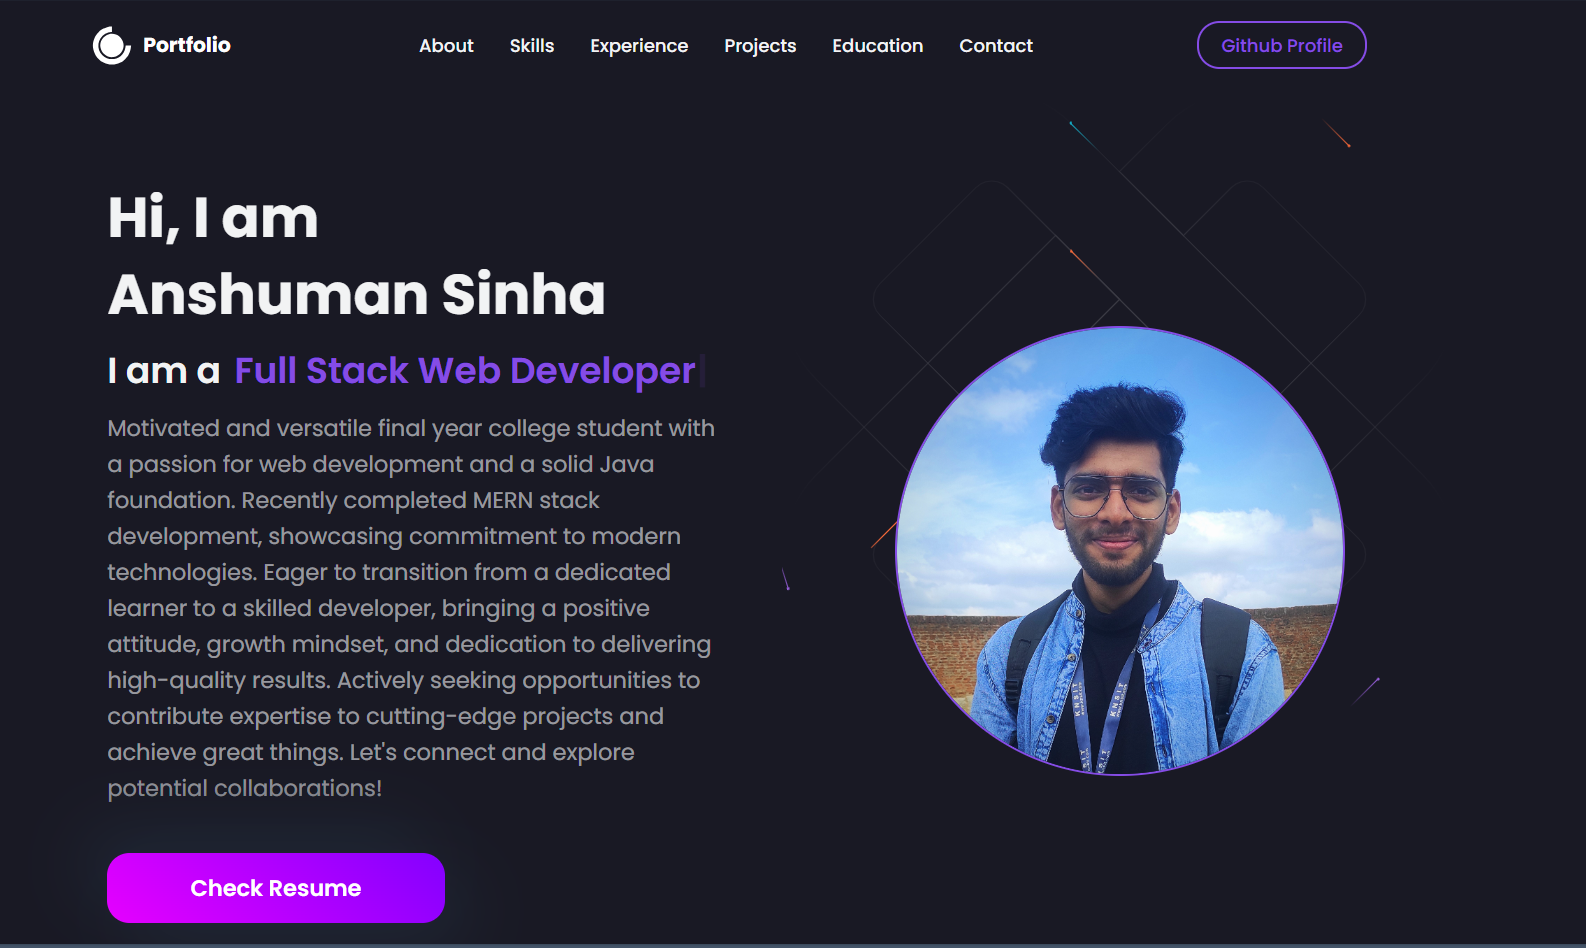 Portfolio
About
Skills
Experience
Projects
Education
Contact
Github Profile
Hi, I am
Anshuman Sinha
I am a Full Stack Web Developer
Motivated and versatile final year college student with
a passion for web development and a solid Java
foundation. Recently completed MERN stack
development, showcasing commitment to modern
technologies. Eager to transition from a dedicated
learner to a skilled developer, bringing a positive
attitude, growth mindset, and dedication to delivering
high-quality results. Actively seeking opportunities to
contribute expertise to cutting-edge projects and
achieve great things. Let's connect and explore
potential collaborations!
Check Resume
KNSIT